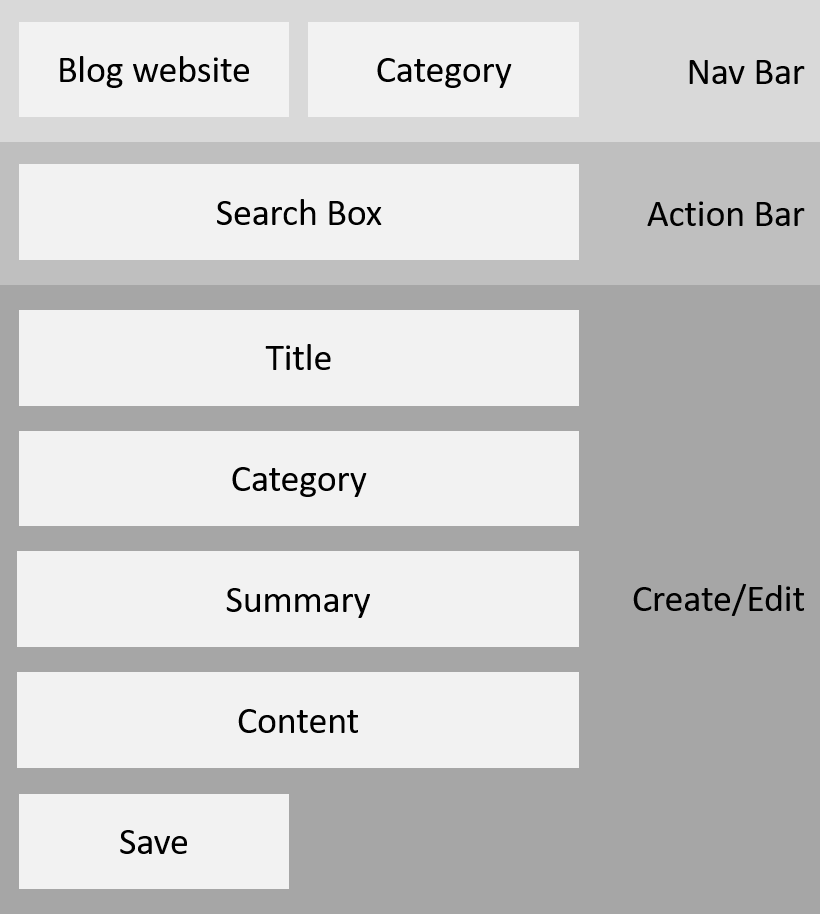 Blog website
Category
Nav Bar
Search Box
Action Bar
Title
Category
Summary
Create/Edit
Content
Save